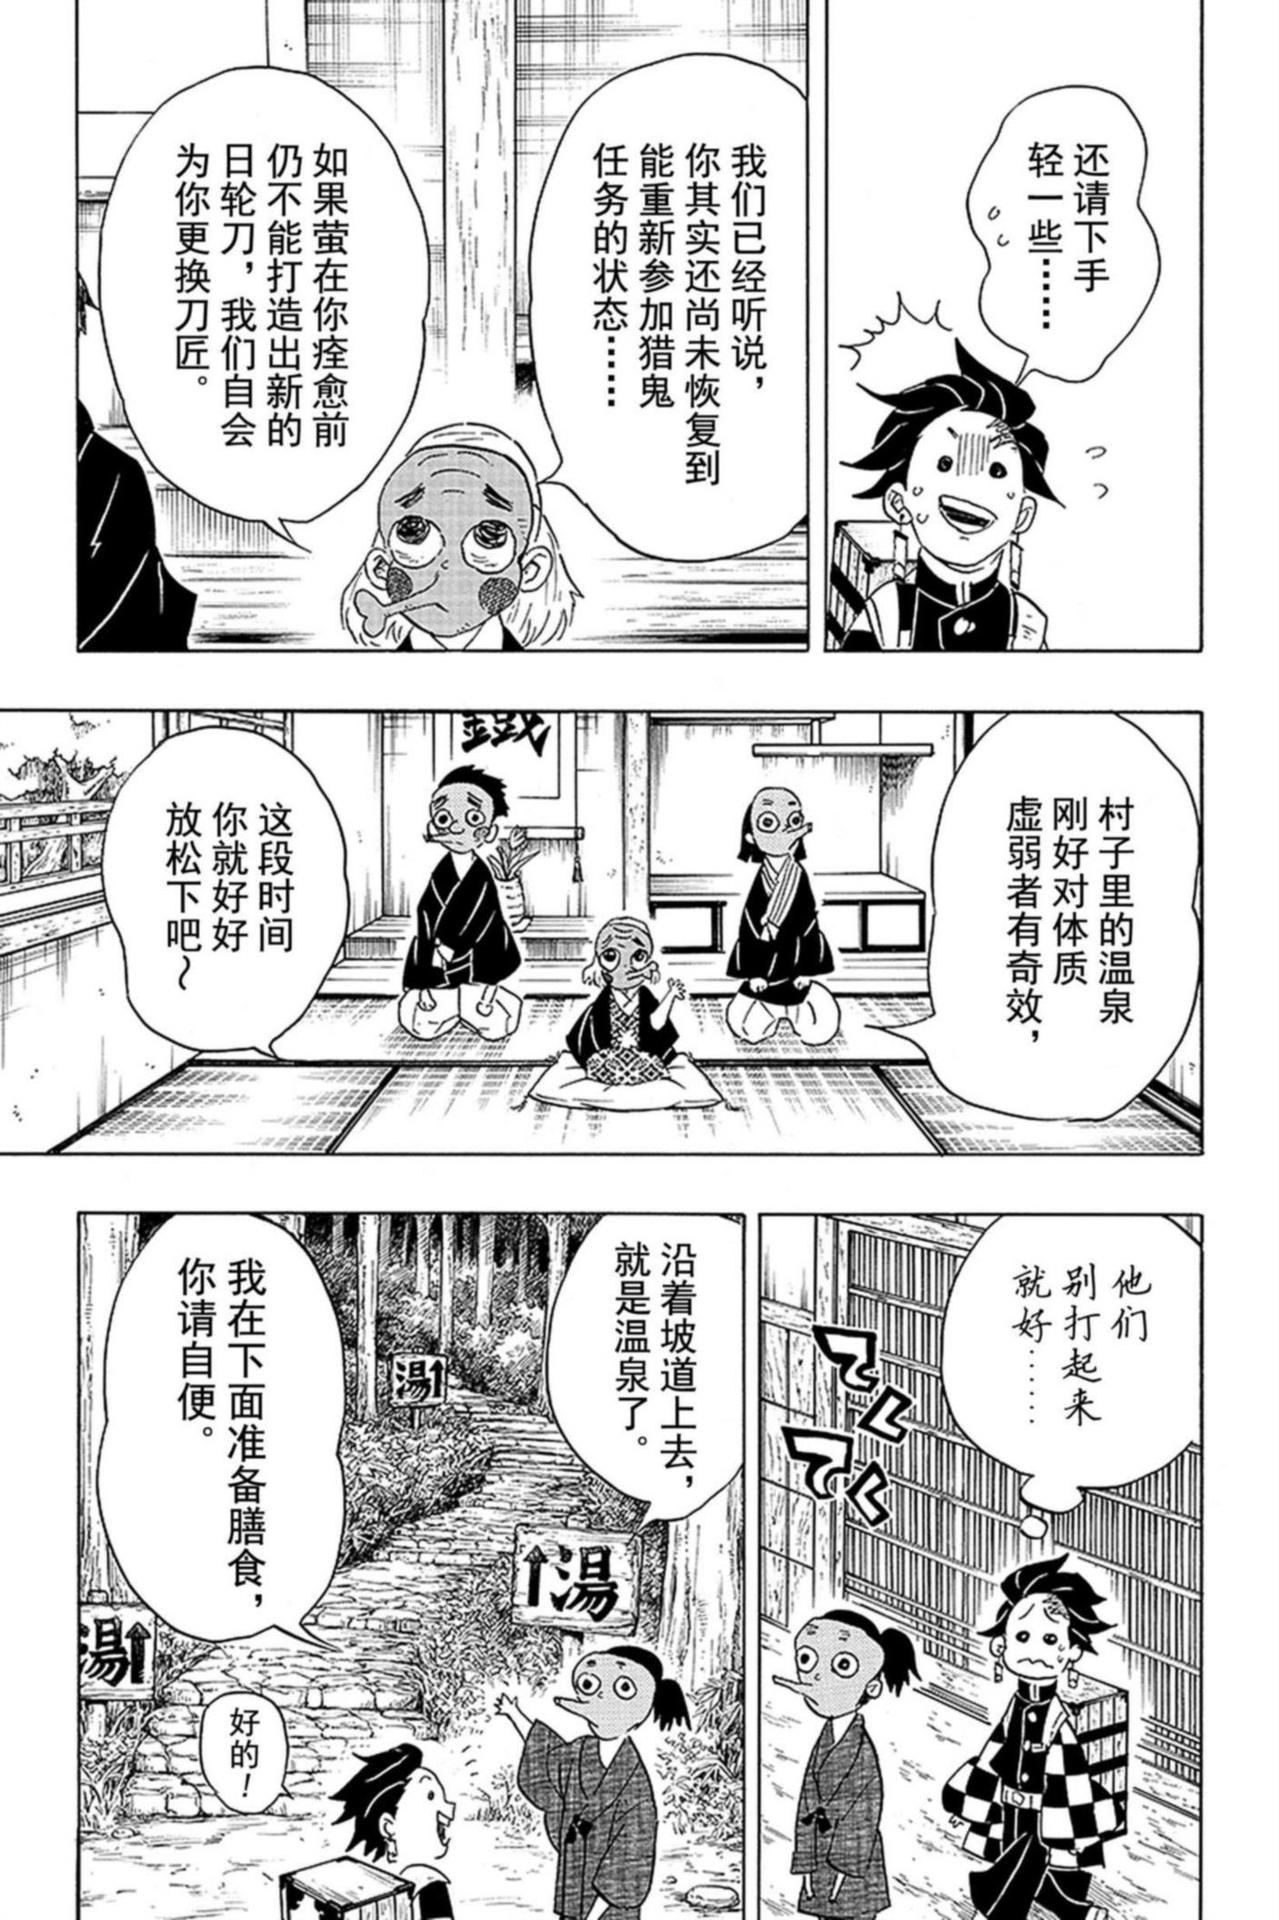 还请下手
轻一些……
我们已经听说，
你其实还尚未恢复到
能重新参加猎鬼
任务的状态……
如果萤在你痊愈前
仍不能打造出新的
日轮刀，我们自会
为你更换刀匠。
村子里的温泉
刚好对体质
虚弱者有奇效，
这段时间
你就好好
放松下吧～
他们
别打起来
就好……
てく
てく
沿着坡道上去，
就是温泉了。
我在下面准备膳食，
你请自便。
湯↑
↑湯
湯↑
好的！